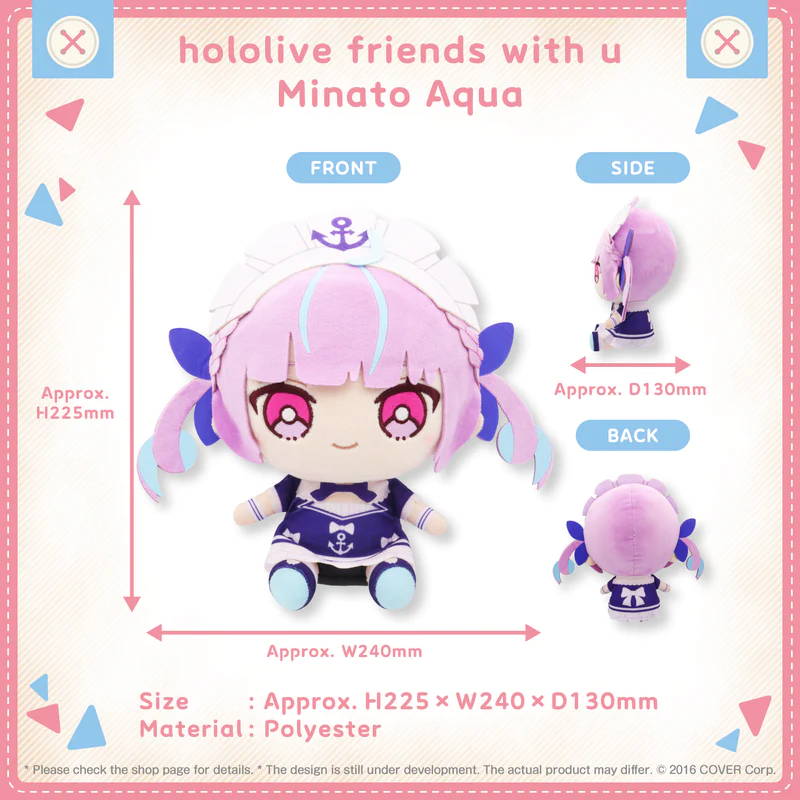 hololive friends with u
Minato Aqua
FRONT
SIDE
Approx.
H225mm
Approx. D130mm
BACK
Approx. W240mm
Size : Approx. H225 × W240 × D130mm
Material : Polyester
* Please check the shop page for details. * The design is still under development. The actual product may differ. © 2016 COVER Corp.